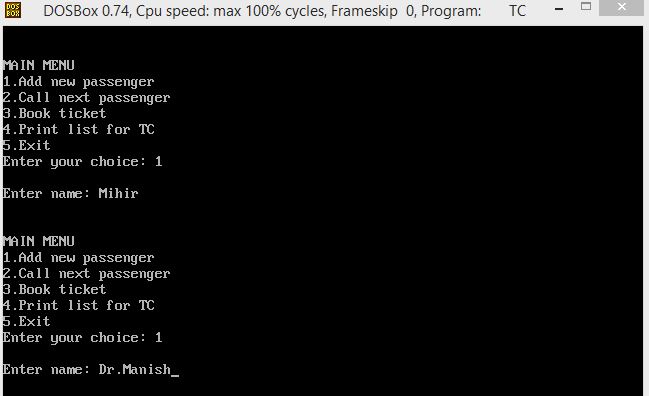 DOS BOX
DOSBox 0.74, Cpu speed: max 100% cycles, Frameskip 0, Program: TC
MAIN MENU
1.Add new passenger
2.Call next passenger
3.Book ticket
4.Print list for TC
5.Exit
Enter your choice: 1
Enter name: Mihir
MAIN MENU
1.Add new passenger
2.Call next passenger
3.Book ticket
4.Print list for TC
5.Exit
Enter your choice: 1
Enter name: Dr.Manish_